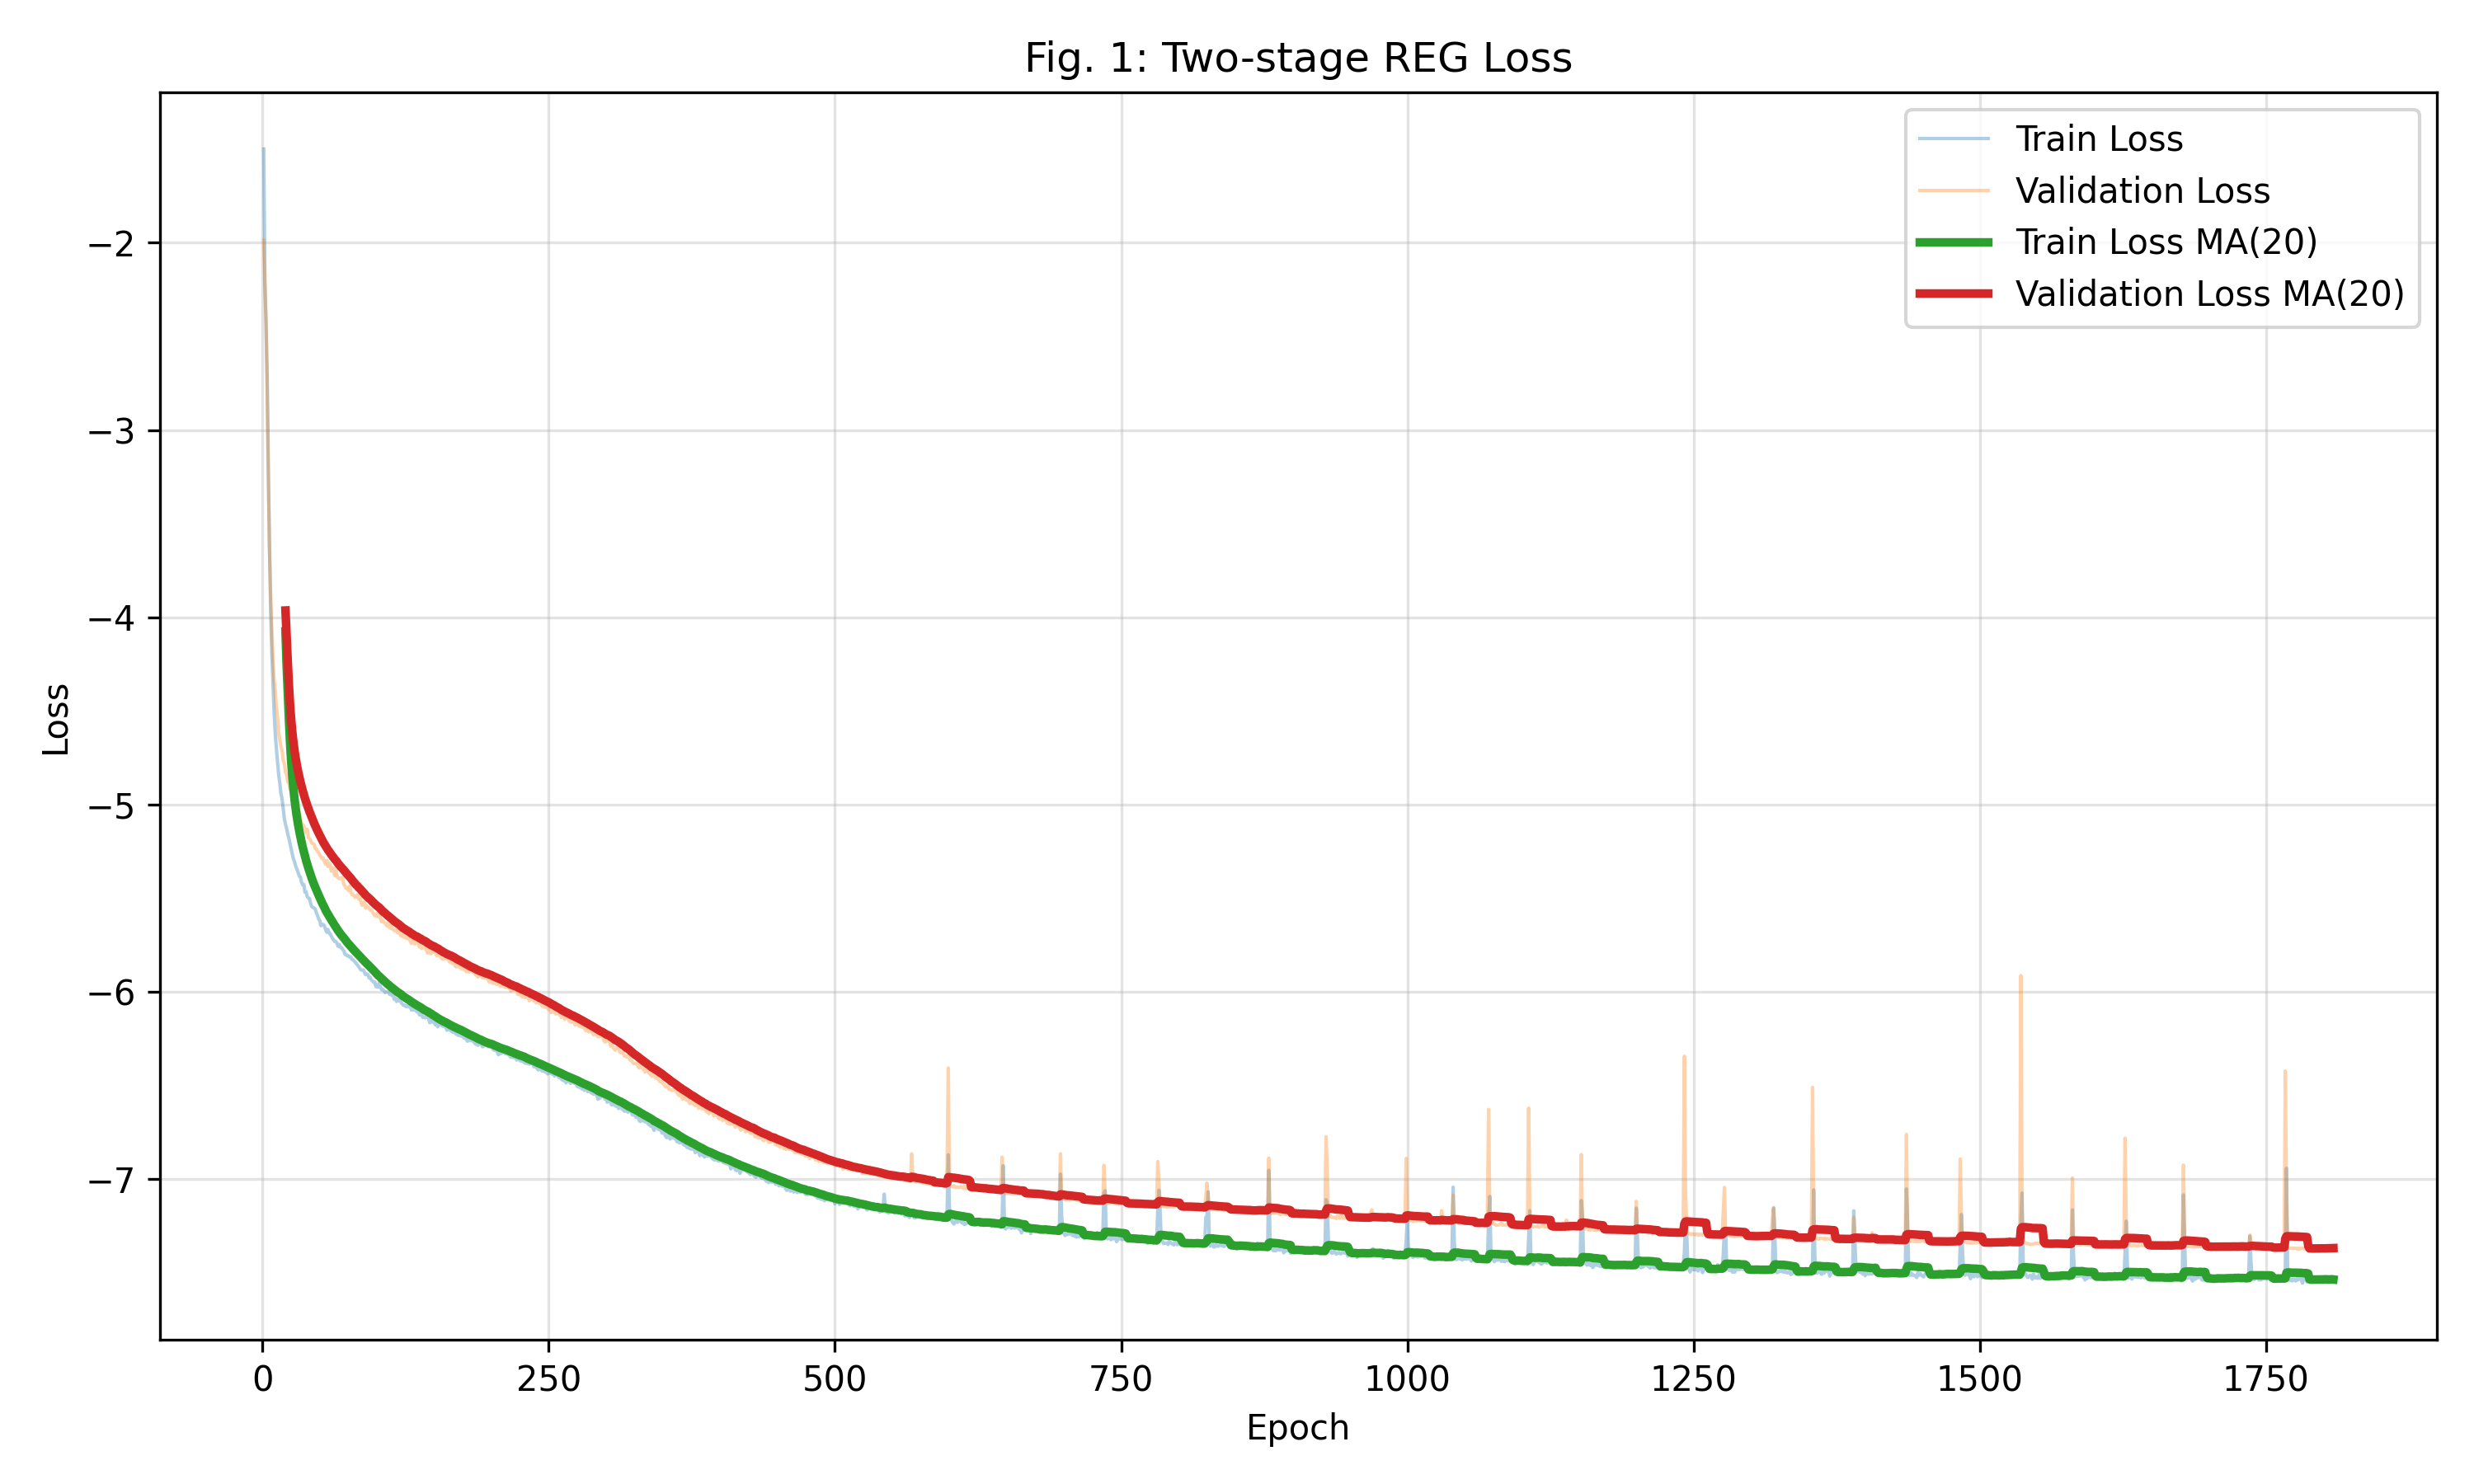 Fig. 1: Two-stage REG Loss
Train Loss
Validation Loss
Train Loss MA(20)
Validation Loss MA(20)
−2
−3
−4
−5
−6
−7
Loss
0 250 500 750 1000 1250 1500 1750
Epoch